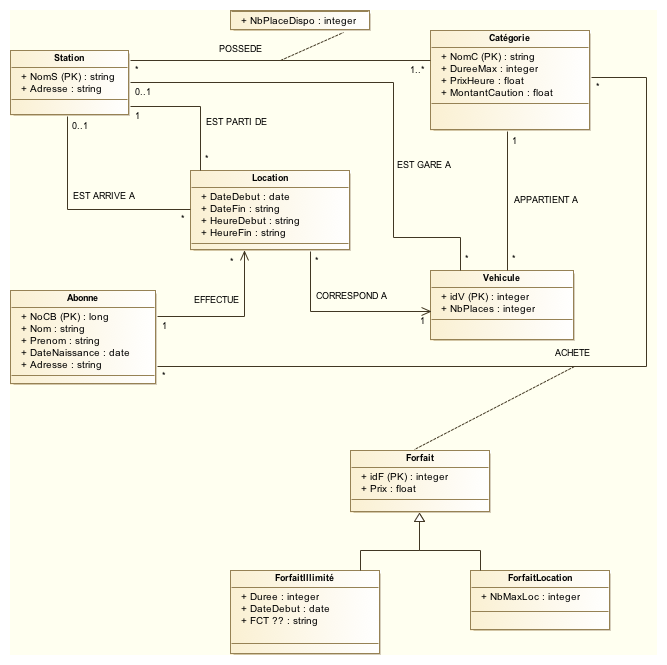 + NbPlaceDispo : integer
POSSEDE
*
1..*
Station
+ NomS (PK) : string
+ Adresse : string
Catégorie
+ NomC (PK) : string
+ DureeMax : integer
+ PrixHeure : float
+ MontantCaution : float
*
0..1
1
0..1
EST PARTI DE
*
1
EST GARE A
APPARTIENT A
*
*
Location
+ DateDebut : date
+ DateFin : string
+ HeureDebut : string
+ HeureFin : string
EST ARRIVE A
*
*
*
EFFECTUE
1
CORRESPOND A
1
Vehicule
+ idV (PK) : integer
+ NbPlaces : integer
Abonne
+ NoCB (PK) : long
+ Nom : string
+ Prenom : string
+ DateNaissance : date
+ Adresse : string
*
ACHETE
Forfait
+ idF (PK) : integer
+ Prix : float
ForfaitIllimité
+ Duree : integer
+ DateDebut : date
+ FCT ?? : string
ForfaitLocation
+ NbMaxLoc : integer